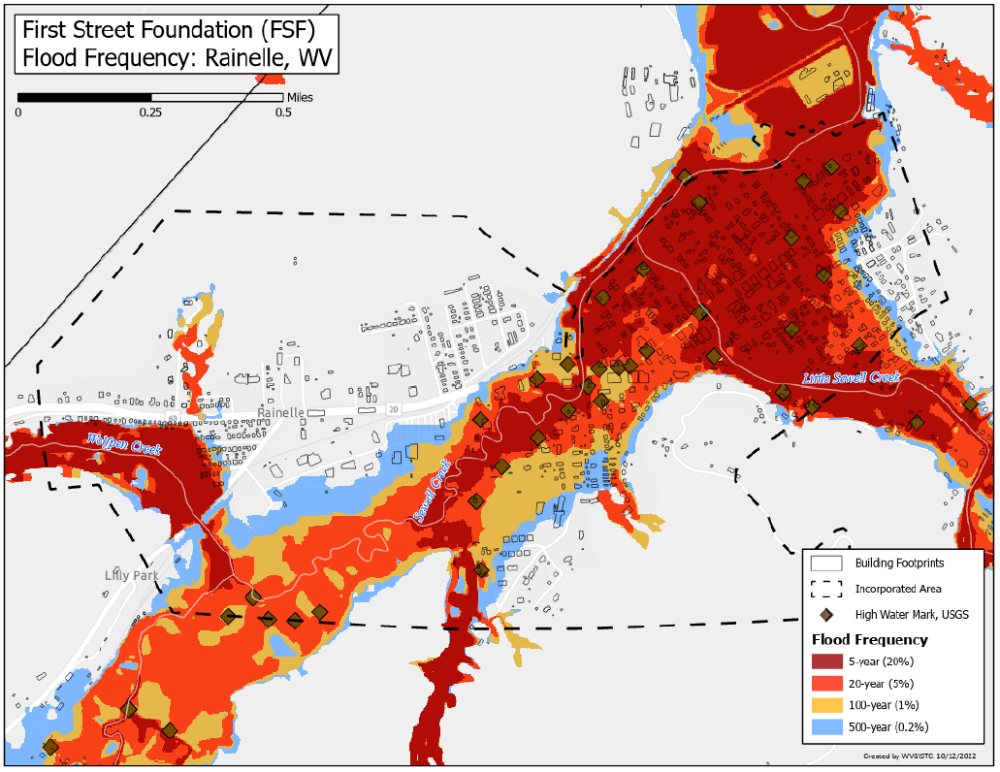 First Street Foundation (FSF)
Flood Frequency: Rainelle, WV
Miles
0 0.25 0.5
Little Sewell Creek
20
Rainelle
60
Wolfpen Creek
Sewell Creek
Lilly Park
Building Footprints
Incorporated Area
High Water Mark, USGS
Flood Frequency
5-year (20%)
20-year (5%)
100-year (1%)
500-year (0.2%)
Created by WVGISTC: 10/12/2022